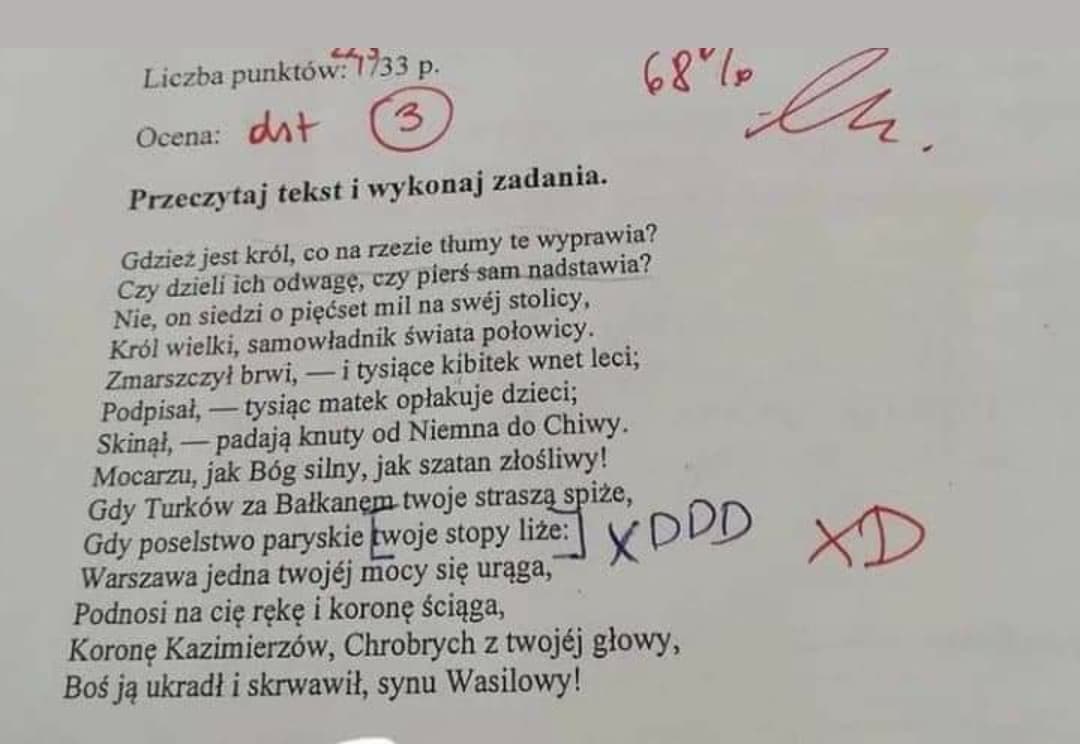 Liczba punktów: /33 p.
68%
Ocena: dst 3
Przeczytaj tekst i wykonaj zadania.
Gdzież jest król, co na rzezie tłumy te wyprawia?
Czy dzieli ich odwagę, czy pierś sam nadstawia?
Nie, on siedzi o pięćset mil na swéj stolicy,
Król wielki, samowładnik świata połowicy.
Zmarszczył brwi, — i tysiące kibitek wnet leci;
Podpisał, — tysiąc matek opłakuje dzieci;
Skinął, — padają knuty od Niemna do Chiwy.
Mocarzu, jak Bóg silny, jak szatan złośliwy!
Gdy Turków za Bałkanem twoje straszą spiże,
Gdy poselstwo paryskie [twoje stopy liże:] XDDD XD
Warszawa jedna twojéj mocy się urąga,
Podnosi na cię rękę i koronę ściąga,
Koronę Kazimierzów, Chrobrych z twojéj głowy,
Boś ją ukradł i skrwawił, synu Wasilowy!